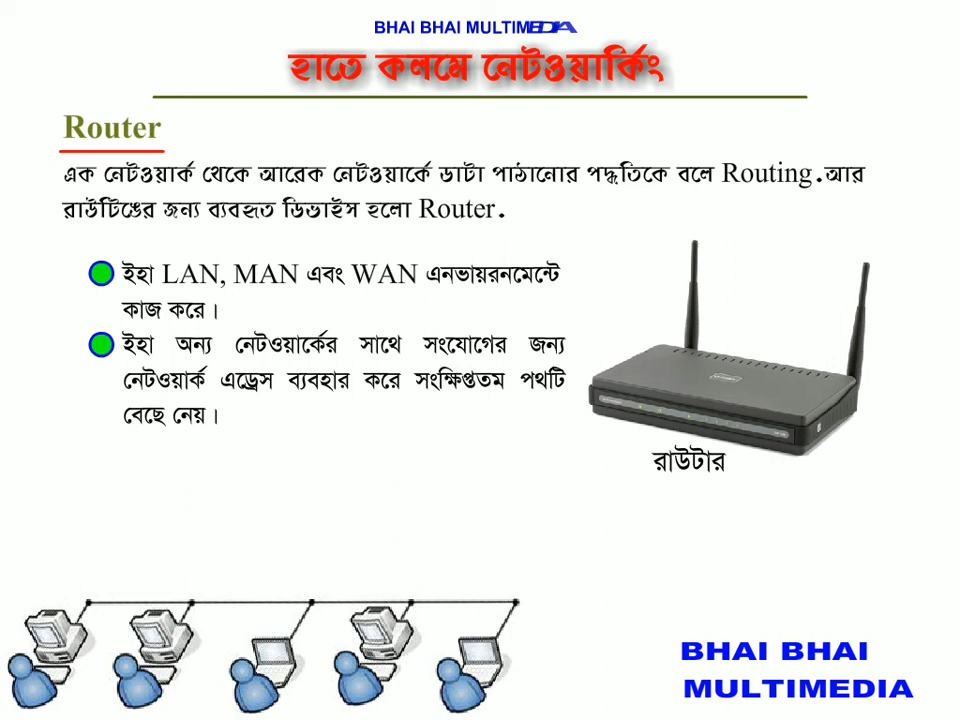 BHAI BHAI MULTIMEDIA
হাতে কলমে নেটওয়ার্কিং
Router
এক নেটওয়ার্ক থেকে আরেক নেটওয়ার্কে ডাটা পাঠানোর পদ্ধতিকে বলে Routing.আর
রাউটিঙের জন্য ব্যবহৃত ডিভাইস হলো Router.
ইহা LAN, MAN এবং WAN এনভায়রনমেন্টে
কাজ করে।
ইহা অন্য নেটওয়ার্কের সাথে সংযোগের জন্য
নেটওয়ার্ক এড্রেস ব্যবহার করে সংক্ষিপ্ততম পথটি
বেছে নেয়।
রাউটার
BHAI BHAI
MULTIMEDIA